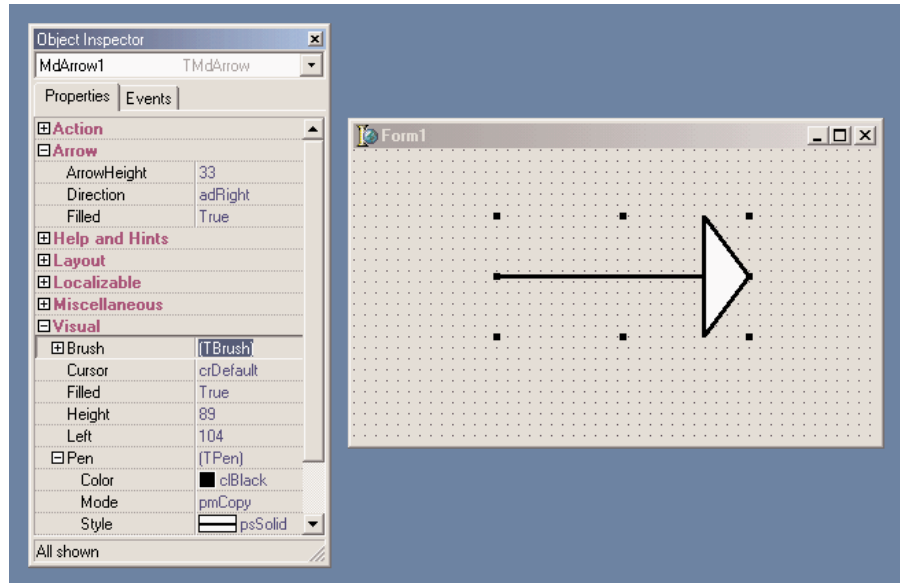 Object Inspector
MdArrow1 TMdArrow
Properties Events
Action
Arrow
ArrowHeight 33
Direction adRight
Filled True
Help and Hints
Layout
Localizable
Miscellaneous
Visual
Brush (TBrush)
Cursor crDefault
Filled True
Height 89
Left 104
Pen (TPen)
Color clBlack
Mode pmCopy
Style psSolid
All shown
Form1